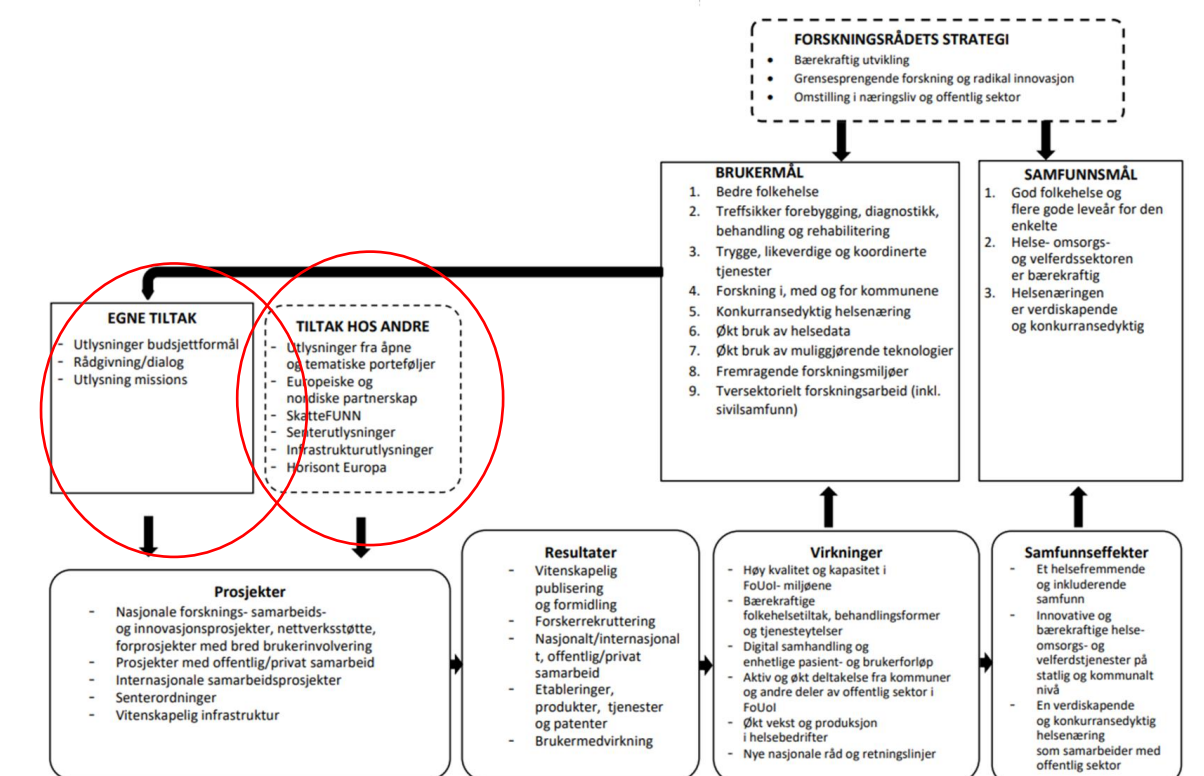 FORSKNINGSRÅDETS STRATEGI
• Bærekraftig utvikling
• Grensesprengende forskning og radikal innovasjon
• Omstilling i næringsliv og offentlig sektor
BRUKERMÅL
1. Bedre folkehelse
2. Treffsikker forebygging, diagnostikk,
behandling og rehabilitering
3. Trygge, likeverdige og koordinerte
tjenester
4. Forskning i, med og for kommunene
5. Konkurransedyktig helsenæring
6. Økt bruk av helsedata
7. Økt bruk av muliggjørende teknologier
8. Fremragende forskningsmiljøer
9. Tversektorielt forskningsarbeid (inkl.
sivilsamfunn)
SAMFUNNSMÅL
1. God folkehelse og
flere gode leveår for den
enkelte
2. Helse- omsorgs-
og velferdssektoren
er bærekraftig
3. Helsenæringen
er verdiskapende
og konkurransedyktig
EGNE TILTAK
- Utlysninger budsjettformål
- Rådgivning/dialog
- Utlysning missions
TILTAK HOS ANDRE
- Utlysninger fra åpne
og tematiske porteføljer
- Europeiske og
nordiske partnerskap
- SkatteFUNN
- Senterutlysninger
- Infrastrukturutlysninger
- Horisont Europa
Prosjekter
- Nasjonale forsknings- samarbeids-
og innovasjonsprosjekter, nettverksstøtte,
forprosjekter med bred brukerinvolvering
- Prosjekter med offentlig/privat samarbeid
- Internasjonale samarbeidsprosjekter
- Senterordninger
- Vitenskapelig infrastruktur
Resultater
- Vitenskapelig
publisering
og formidling
- Forskerrekruttering
- Nasjonalt/internasjonal
t, offentlig/privat
samarbeid
- Etableringer,
produkter, tjenester
og patenter
- Brukermedvirkning
Virkninger
- Høy kvalitet og kapasitet i
FoUoI- miljøene
- Bærekraftige
folkehelsetiltak, behandlingsformer
og tjenesteytelser
- Digital samhandling og
enhetlige pasient- og brukerforløp
- Aktiv og økt deltakelse fra kommuner
og andre deler av offentlig sektor i
FoUoI
- Økt vekst og produksjon
i helsebedrifter
- Nye nasjonale råd og retningslinjer
Samfunnseffekter
- Et helsefremmende
og inkluderende
samfunn
- Innovative og
bærekraftige helse-
omsorgs- og
velferdstjenester på
statlig og kommunalt
nivå
- En verdiskapende
og konkurransedyktig
helsenæring
som samarbeider med
offentlig sektor